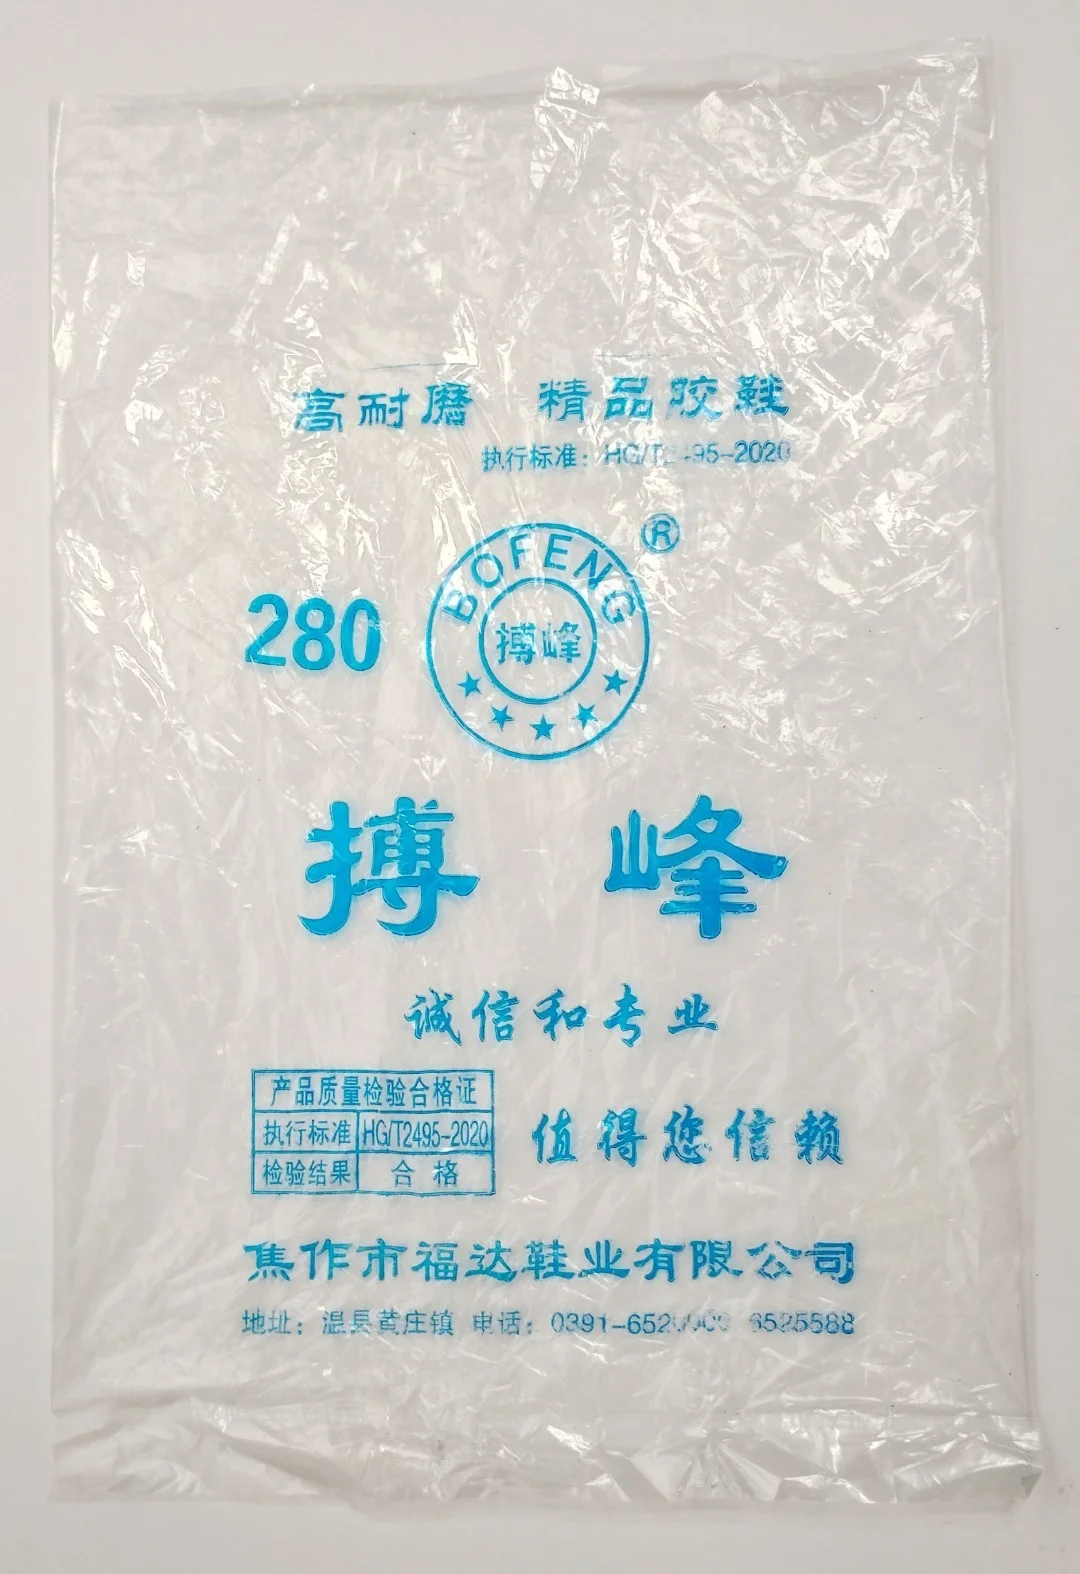 高耐磨 精品胶鞋
执行标准：HG/T2495-2020
®
BOFENG
280
搏峰
搏峰
诚信和专业
产品质量检验合格证
执行标准 HG/T2495-2020
检验结果 合格
值得您信赖
焦作市福达鞋业有限公司
地址：温县黄庄镇 电话：